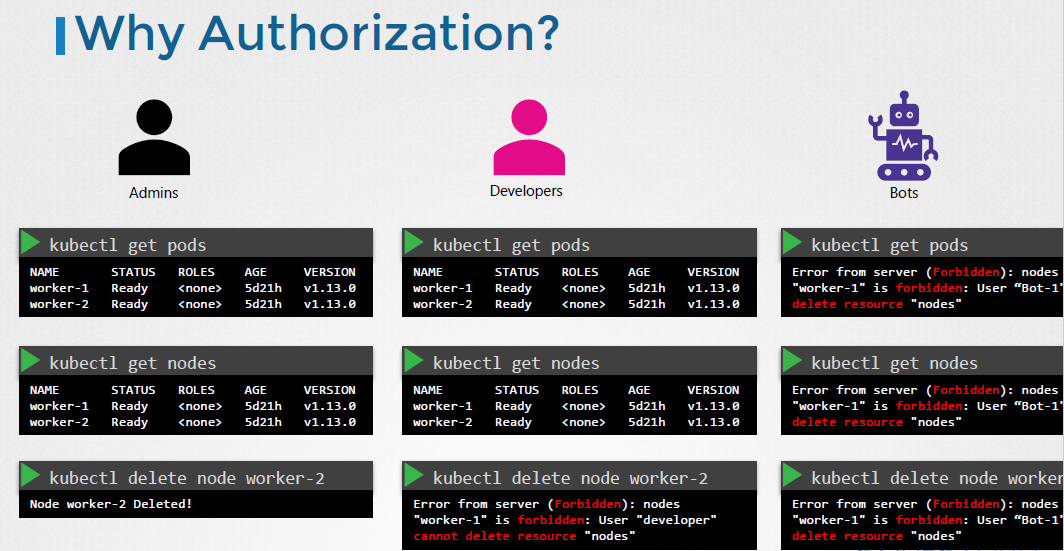 Why Authorization?
Admins
Developers
Bots
kubectl get pods
NAME STATUS ROLES AGE VERSION
worker-1 Ready <none> 5d21h v1.13.0
worker-2 Ready <none> 5d21h v1.13.0
kubectl get nodes
NAME STATUS ROLES AGE VERSION
worker-1 Ready <none> 5d21h v1.13.0
worker-2 Ready <none> 5d21h v1.13.0
kubectl delete node worker-2
Node worker-2 Deleted!
kubectl get pods
NAME STATUS ROLES AGE VERSION
worker-1 Ready <none> 5d21h v1.13.0
worker-2 Ready <none> 5d21h v1.13.0
kubectl get nodes
NAME STATUS ROLES AGE VERSION
worker-1 Ready <none> 5d21h v1.13.0
worker-2 Ready <none> 5d21h v1.13.0
kubectl delete node worker-2
Error from server (Forbidden): nodes
"worker-1" is forbidden: User "developer"
cannot delete resource "nodes"
kubectl get pods
Error from server (Forbidden): nodes
"worker-1" is forbidden: User “Bot-1"
delete resource "nodes"
kubectl get nodes
Error from server (Forbidden): nodes
"worker-1" is forbidden: User “Bot-1"
delete resource "nodes"
kubectl delete node worker
Error from server (Forbidden): nodes
"worker-1" is forbidden: User “Bot-1"
delete resource "nodes"